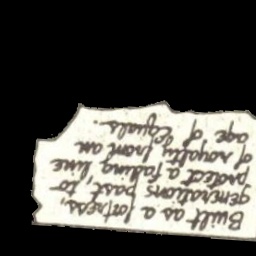 Built as a fortress,
generations past, to
protect a fading line
of royalty from an
age of Equals.